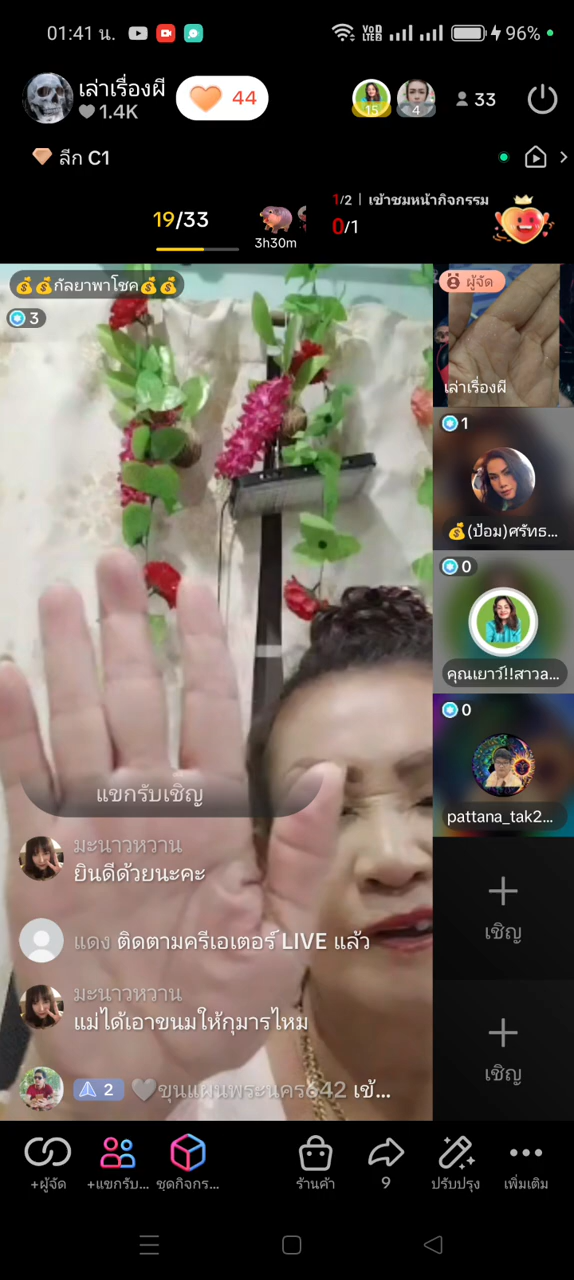 01:41 น.
VoD LTE2
96%
เล่าเรื่องผี
1.4K
44
15
4
33
ลีก C1
19/33
3h30m
1/2 | เข้าชมหน้ากิจกรรม
0/1
💰💰กัลยาพาโชค💰💰
3
ผู้จัด
เล่าเรื่องผี
1
💰(ป้อม)ศรัทธ...
0
คุณเยาว์!!สาวa...
0
pattana_tak2...
เชิญ
เชิญ
แขกรับเชิญ
มะนาวหวาน
ยินดีด้วยนะคะ
แดง ติดตามครีเอเตอร์ LIVE แล้ว
มะนาวหวาน
แม่ได้เอาขนมให้กุมารไหม
2 🤍ขุนแผนพระนคร642 เข้...
+ผู้จัด
+แขกรับ...
ชุดกิจกร...
ร้านค้า
9
ปรับปรุง
เพิ่มเติม